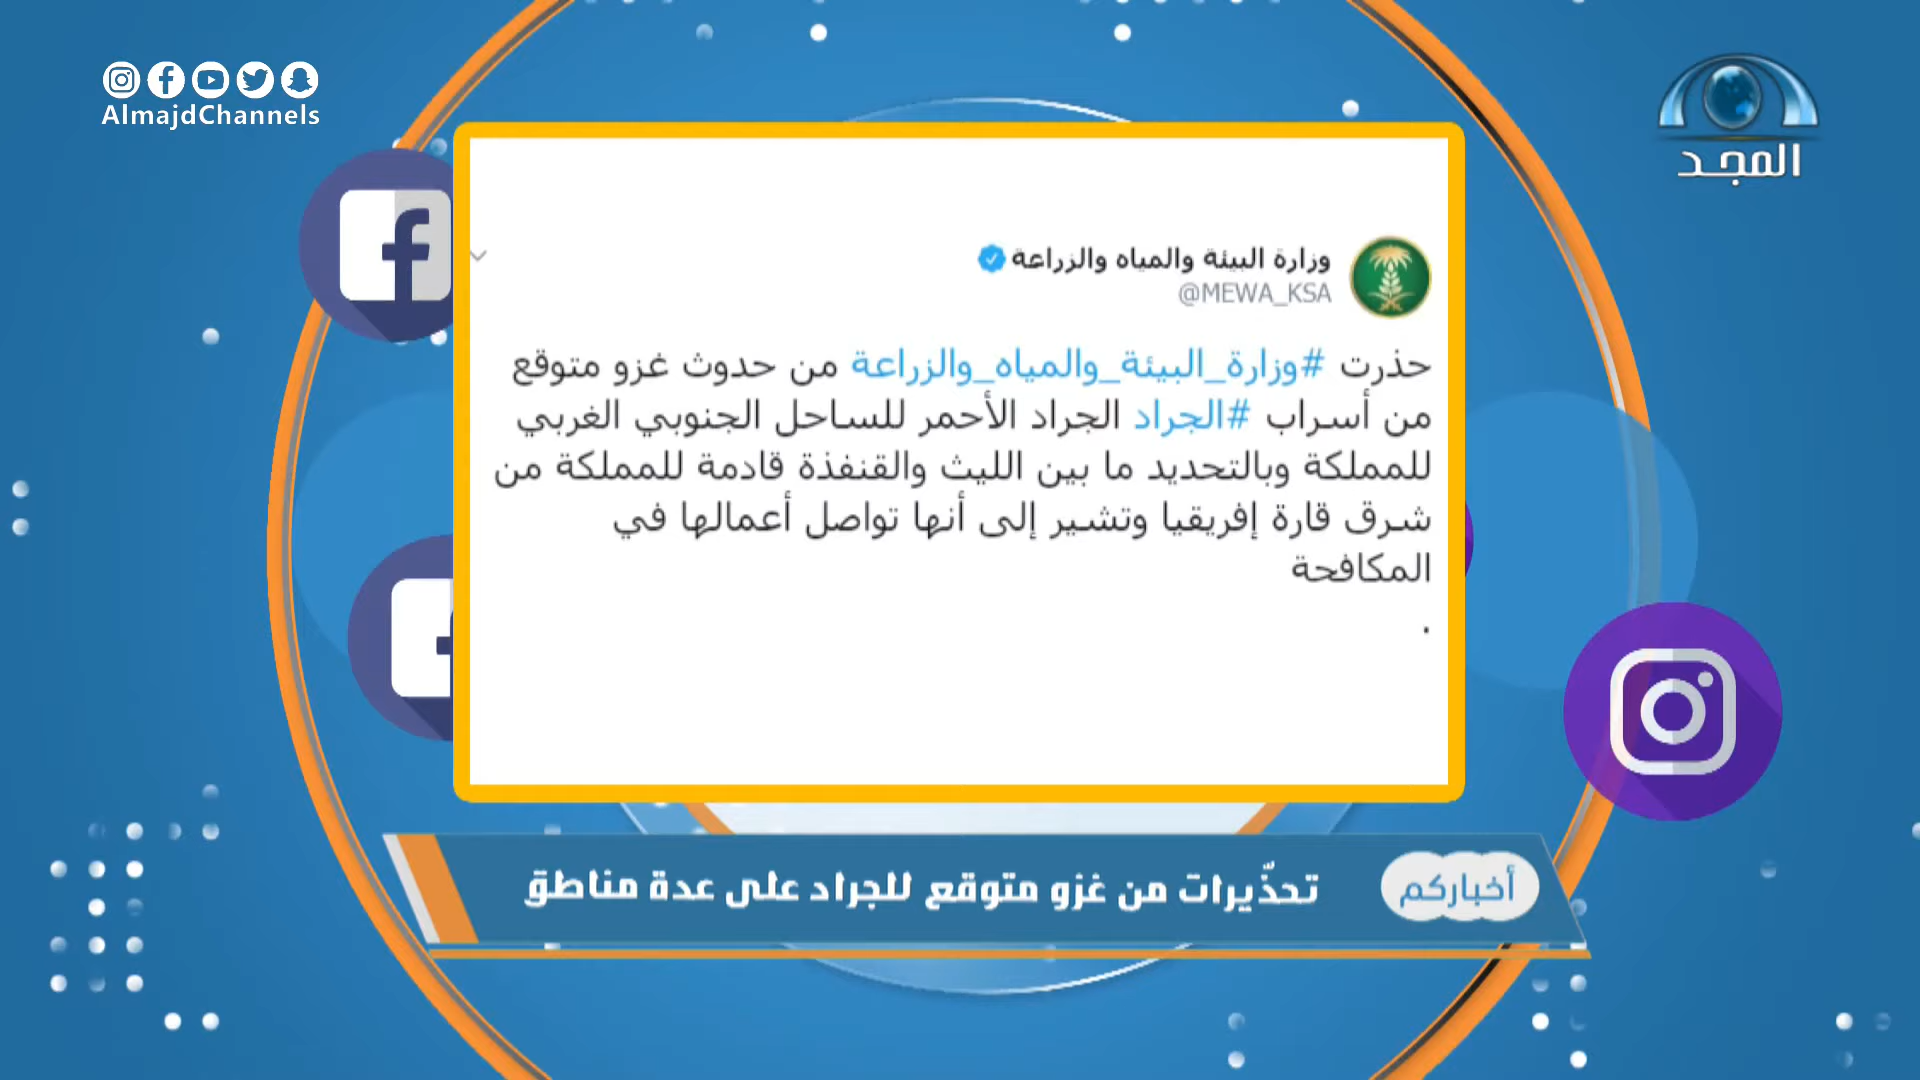 AlmajdChannels
المجد
وزارة البيئة والمياه والزراعة
@MEWA_KSA
حذرت #وزارة_البيئة_والمياه_والزراعة من حدوث غزو متوقع
من أسراب #الجراد الجراد الأحمر للساحل الجنوبي الغربي
للمملكة وبالتحديد ما بين الليث والقنفذة قادمة للمملكة من
شرق قارة إفريقيا وتشير إلى أنها تواصل أعمالها في
المكافحة
.
أخباركم
تحذّيرات من غزو متوقع للجراد على عدة مناطق